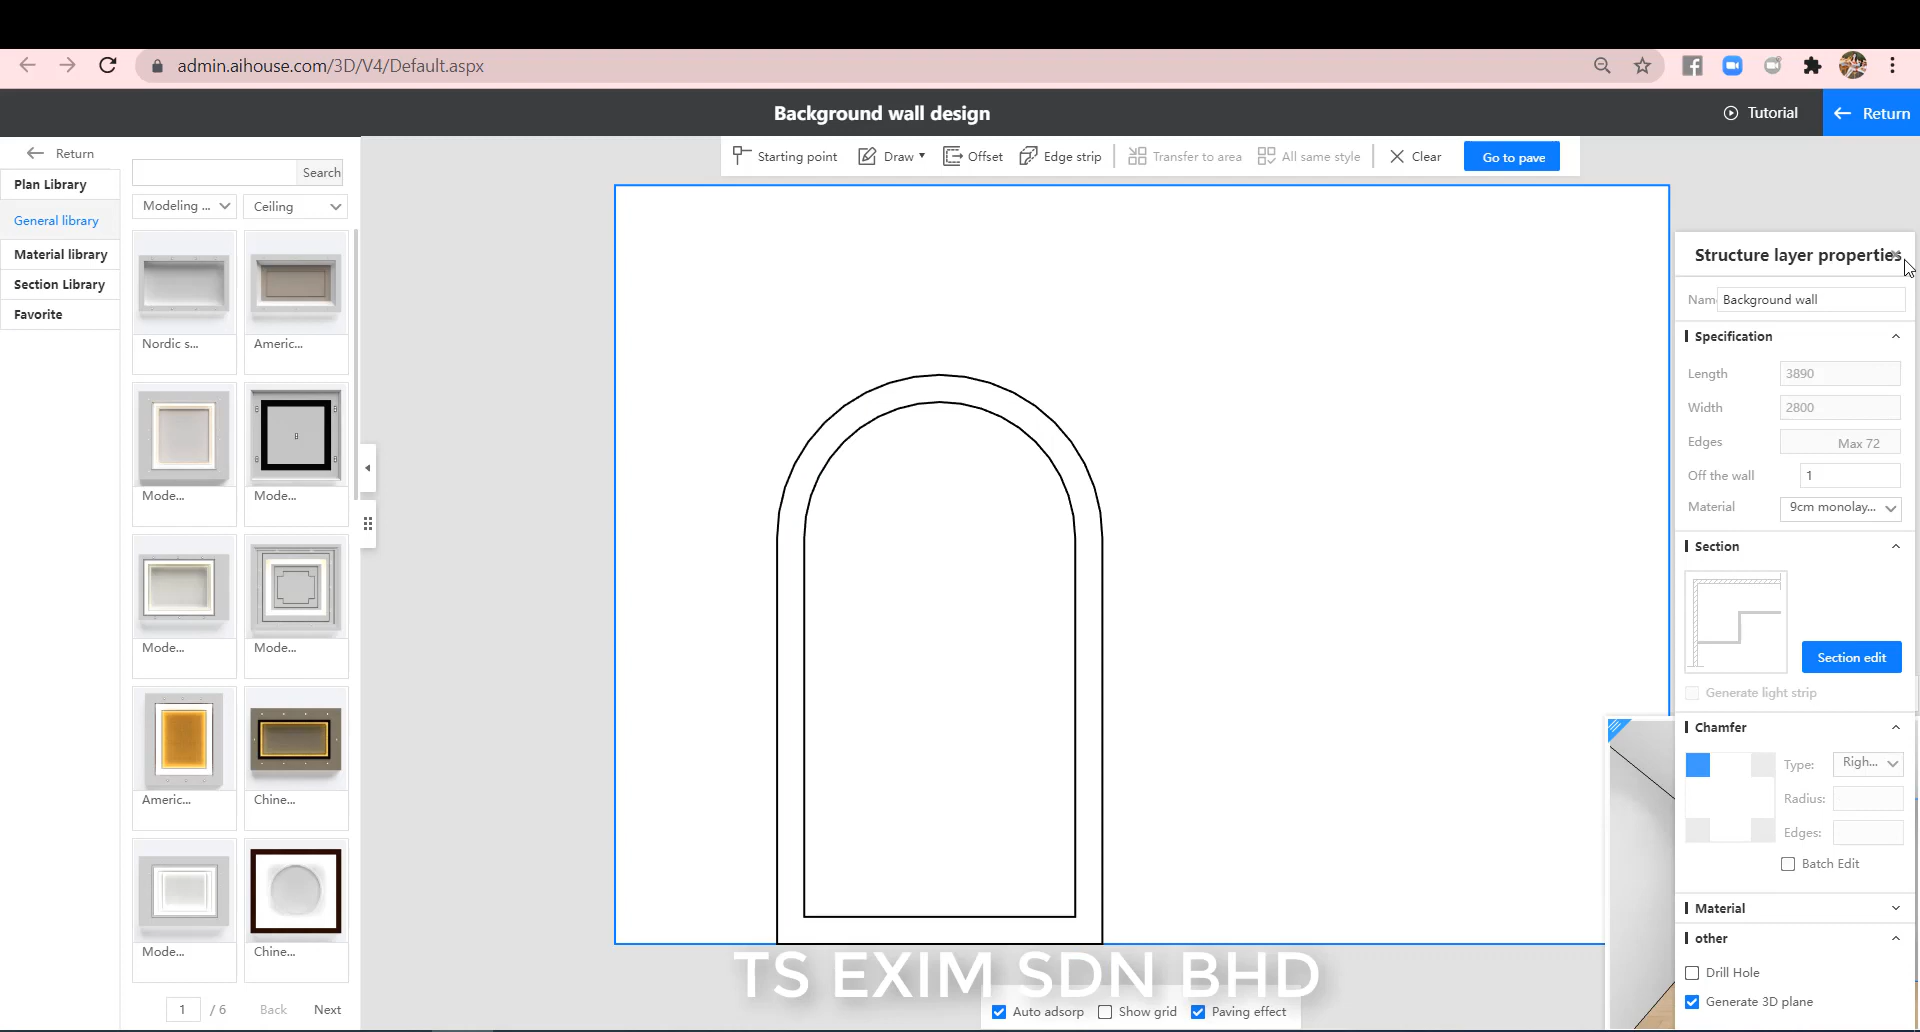 admin.aihouse.com/3D/V4/Default.aspx
Background wall design
Tutorial
Return
Return
Plan Library
General library
Material library
Section Library
Favorite
Search
Modeling ...
Ceiling
Nordic s...
Americ...
Mode...
Mode...
Mode...
Mode...
Americ...
Chine...
Mode...
Chine...
1 / 6 Back Next
Starting point
Draw
Offset
Edge strip
Transfer to area
All same style
Clear
Go to pave
Structure layer properties
Nam Background wall
Specification
Length 3890
Width 2800
Edges Max 72
Off the wall 1
Material 9cm monolay...
Section
Section edit
Generate light strip
Chamfer
Type: Righ...
Radius:
Edges:
Batch Edit
Material
other
Drill Hole
Generate 3D plane
TS EXIM SDN BHD
Auto adsorp
Show grid
Paving effect